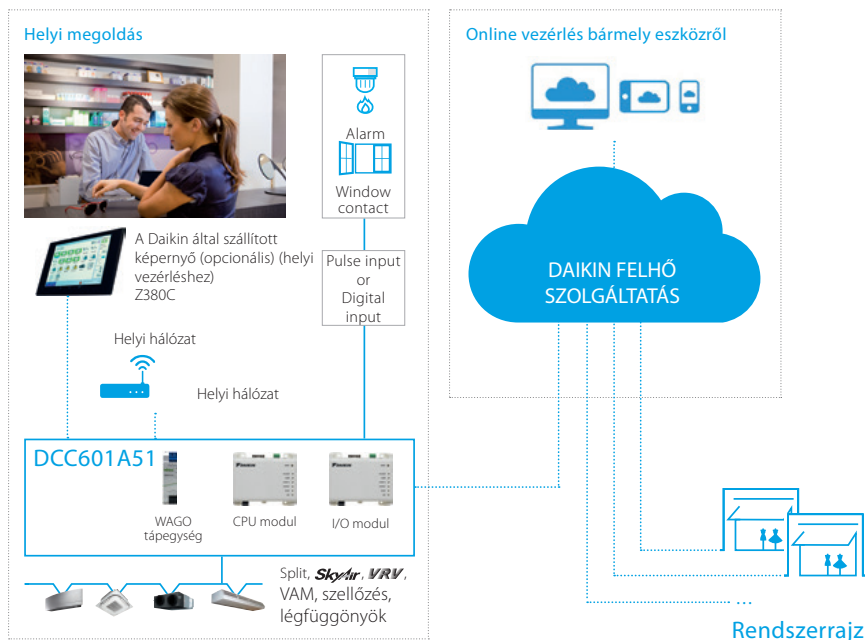 Helyi megoldás
Alarm
Window
contact
A Daikin által szállított
képernyő (opcionális) (helyi
vezérléshez)
Z380C
Pulse input
or
Digital
input
Helyi hálózat
Helyi hálózat
DCC601A51
WAGO
tápegység
CPU modul
I/O modul
Split, SkyAir, VRV,
VAM, szellőzés,
légfüggönyök
Online vezérlés bármely eszközről
DAIKIN FELHŐ
SZOLGÁLTATÁS
...
Rendszerrajz